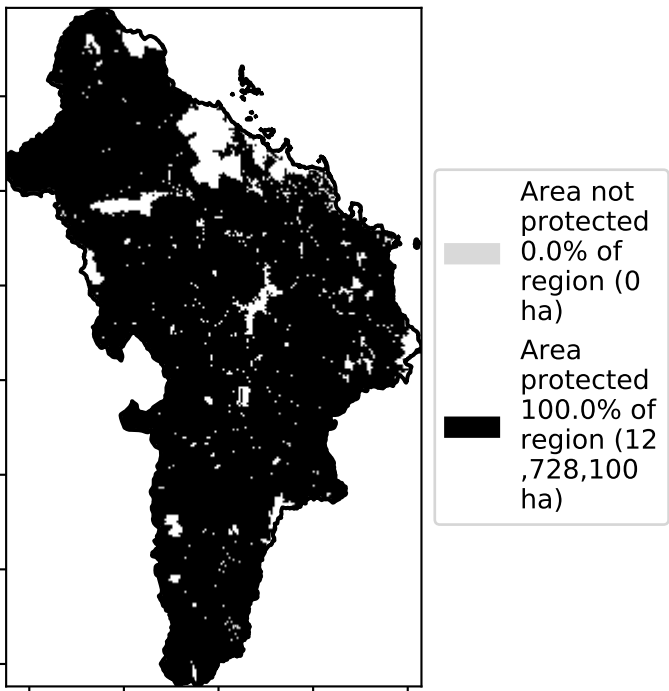 Area not
protected
0.0% of
region (0
ha)
Area
protected
100.0% of
region (12
,728,100
ha)